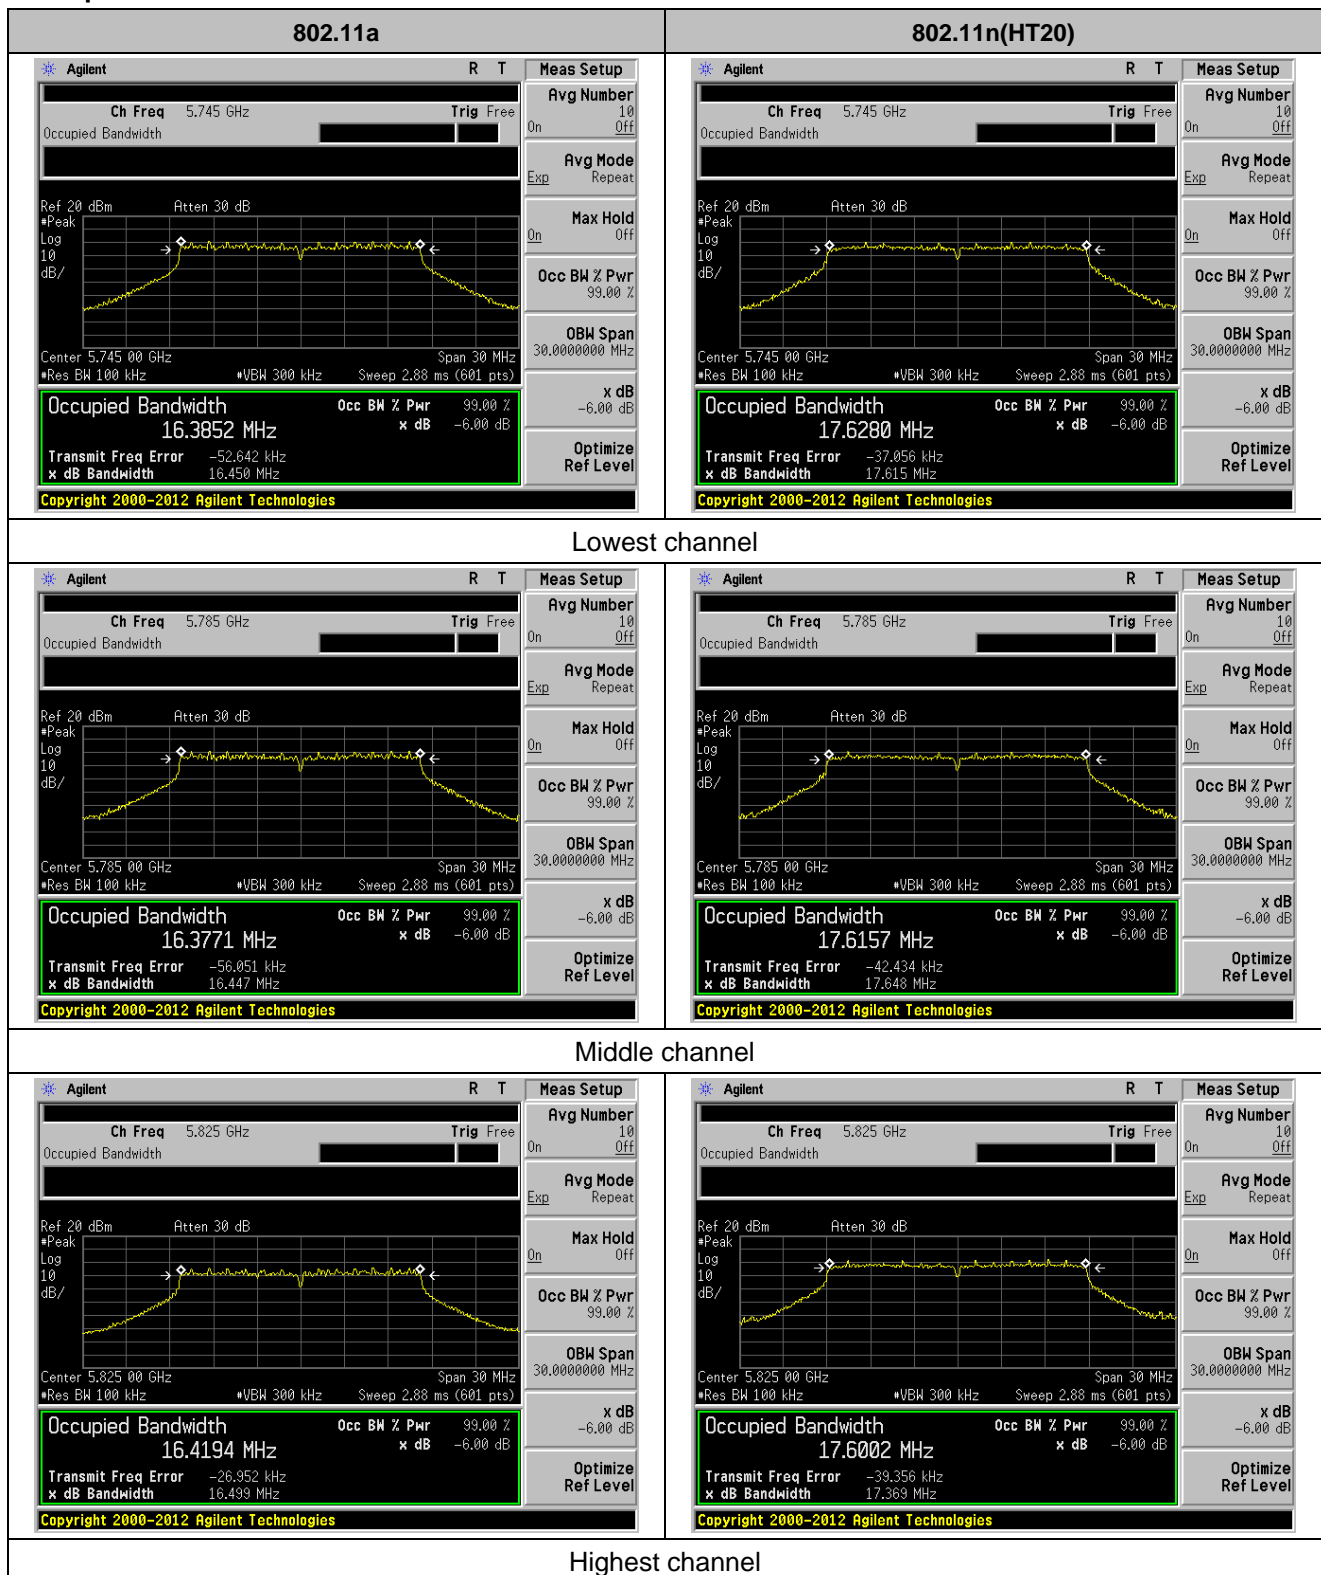 802.11a 802.11n(HT20)
Agilent R T Meas Setup
Ch Freq 5.745 GHz Trig Free
Occupied Bandwidth
Avg Number
10
On Off
Avg Mode
Exp Repeat
Ref 20 dBm Atten 30 dB
#Peak
Log
10
dB/
Max Hold
On Off
Occ BW % Pwr
99.00 %
OBW Span
30.0000000 MHz
Center 5.745 00 GHz Span 30 MHz
#Res BW 100 kHz #VBW 300 kHz Sweep 2.88 ms (601 pts)
x dB
-6.00 dB
Occupied Bandwidth Occ BW % Pwr 99.00 %
16.3852 MHz x dB -6.00 dB
Transmit Freq Error -52.642 kHz
x dB Bandwidth 16.450 MHz
Optimize
Ref Level
Copyright 2000-2012 Agilent Technologies
Agilent R T Meas Setup
Ch Freq 5.745 GHz Trig Free
Occupied Bandwidth
Avg Number
10
On Off
Avg Mode
Exp Repeat
Ref 20 dBm Atten 30 dB
#Peak
Log
10
dB/
Max Hold
On Off
Occ BW % Pwr
99.00 %
OBW Span
30.0000000 MHz
Center 5.745 00 GHz Span 30 MHz
#Res BW 100 kHz #VBW 300 kHz Sweep 2.88 ms (601 pts)
x dB
-6.00 dB
Occupied Bandwidth Occ BW % Pwr 99.00 %
17.6280 MHz x dB -6.00 dB
Transmit Freq Error -37.056 kHz
x dB Bandwidth 17.615 MHz
Optimize
Ref Level
Copyright 2000-2012 Agilent Technologies
Lowest channel
Agilent R T Meas Setup
Ch Freq 5.785 GHz Trig Free
Occupied Bandwidth
Avg Number
10
On Off
Avg Mode
Exp Repeat
Ref 20 dBm Atten 30 dB
#Peak
Log
10
dB/
Max Hold
On Off
Occ BW % Pwr
99.00 %
OBW Span
30.0000000 MHz
Center 5.785 00 GHz Span 30 MHz
#Res BW 100 kHz #VBW 300 kHz Sweep 2.88 ms (601 pts)
x dB
-6.00 dB
Occupied Bandwidth Occ BW % Pwr 99.00 %
16.3771 MHz x dB -6.00 dB
Transmit Freq Error -56.051 kHz
x dB Bandwidth 16.447 MHz
Optimize
Ref Level
Copyright 2000-2012 Agilent Technologies
Agilent R T Meas Setup
Ch Freq 5.785 GHz Trig Free
Occupied Bandwidth
Avg Number
10
On Off
Avg Mode
Exp Repeat
Ref 20 dBm Atten 30 dB
#Peak
Log
10
dB/
Max Hold
On Off
Occ BW % Pwr
99.00 %
OBW Span
30.0000000 MHz
Center 5.785 00 GHz Span 30 MHz
#Res BW 100 kHz #VBW 300 kHz Sweep 2.88 ms (601 pts)
x dB
-6.00 dB
Occupied Bandwidth Occ BW % Pwr 99.00 %
17.6157 MHz x dB -6.00 dB
Transmit Freq Error -42.434 kHz
x dB Bandwidth 17.648 MHz
Optimize
Ref Level
Copyright 2000-2012 Agilent Technologies
Middle channel
Agilent R T Meas Setup
Ch Freq 5.825 GHz Trig Free
Occupied Bandwidth
Avg Number
10
On Off
Avg Mode
Exp Repeat
Ref 20 dBm Atten 30 dB
#Peak
Log
10
dB/
Max Hold
On Off
Occ BW % Pwr
99.00 %
OBW Span
30.0000000 MHz
Center 5.825 00 GHz Span 30 MHz
#Res BW 100 kHz #VBW 300 kHz Sweep 2.88 ms (601 pts)
x dB
-6.00 dB
Occupied Bandwidth Occ BW % Pwr 99.00 %
16.4194 MHz x dB -6.00 dB
Transmit Freq Error -26.952 kHz
x dB Bandwidth 16.499 MHz
Optimize
Ref Level
Copyright 2000-2012 Agilent Technologies
Agilent R T Meas Setup
Ch Freq 5.825 GHz Trig Free
Occupied Bandwidth
Avg Number
10
On Off
Avg Mode
Exp Repeat
Ref 20 dBm Atten 30 dB
#Peak
Log
10
dB/
Max Hold
On Off
Occ BW % Pwr
99.00 %
OBW Span
30.0000000 MHz
Center 5.825 00 GHz Span 30 MHz
#Res BW 100 kHz #VBW 300 kHz Sweep 2.88 ms (601 pts)
x dB
-6.00 dB
Occupied Bandwidth Occ BW % Pwr 99.00 %
17.6002 MHz x dB -6.00 dB
Transmit Freq Error -39.356 kHz
x dB Bandwidth 17.369 MHz
Optimize
Ref Level
Copyright 2000-2012 Agilent Technologies
Highest channel